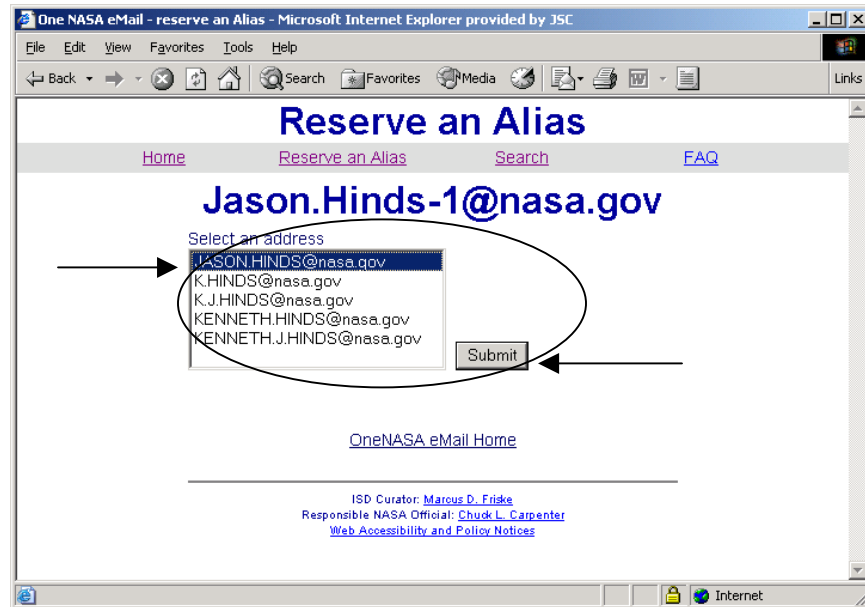 One NASA eMail - reserve an Alias - Microsoft Internet Explorer provided by JSC
File Edit View Favorites Tools Help
Back Search Favorites Media Links
Reserve an Alias
Home Reserve an Alias Search FAQ
Jason.Hinds-1@nasa.gov
Select an address
JASON.HINDS@nasa.gov
K.HINDS@nasa.gov
K.J.HINDS@nasa.gov
KENNETH.HINDS@nasa.gov
KENNETH.J.HINDS@nasa.gov
Submit
OneNASA eMail Home
ISD Curator: Marcus D. Friske
Responsible NASA Official: Chuck L. Carpenter
Web Accessibility and Policy Notices
Internet